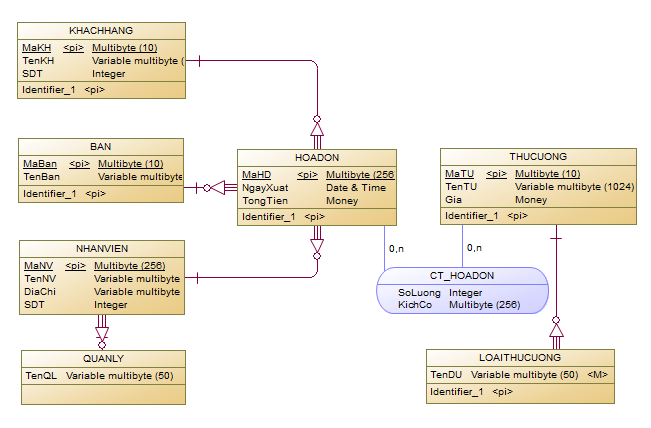 KHACHHANG
MaKH <pi> Multibyte (10)
TenKH Variable multibyte (
SDT Integer
Identifier_1 <pi>
BAN
MaBan <pi> Multibyte (10)
TenBan Variable multibyte
Identifier_1 <pi>
HOADON
MaHD <pi> Multibyte (256
NgayXuat Date & Time
TongTien Money
Identifier_1 <pi>
THUCUONG
MaTU <pi> Multibyte (10)
TenTU Variable multibyte (1024)
Gia Money
Identifier_1 <pi>
NHANVIEN
MaNV <pi> Multibyte (256)
TenNV Variable multibyte
DiaChi Variable multibyte
SDT Integer
0,n
0,n
CT_HOADON
SoLuong Integer
KichCo Multibyte (256)
QUANLY
TenQL Variable multibyte (50)
LOAITHUCUONG
TenDU Variable multibyte (50) <M>
Identifier_1 <pi>